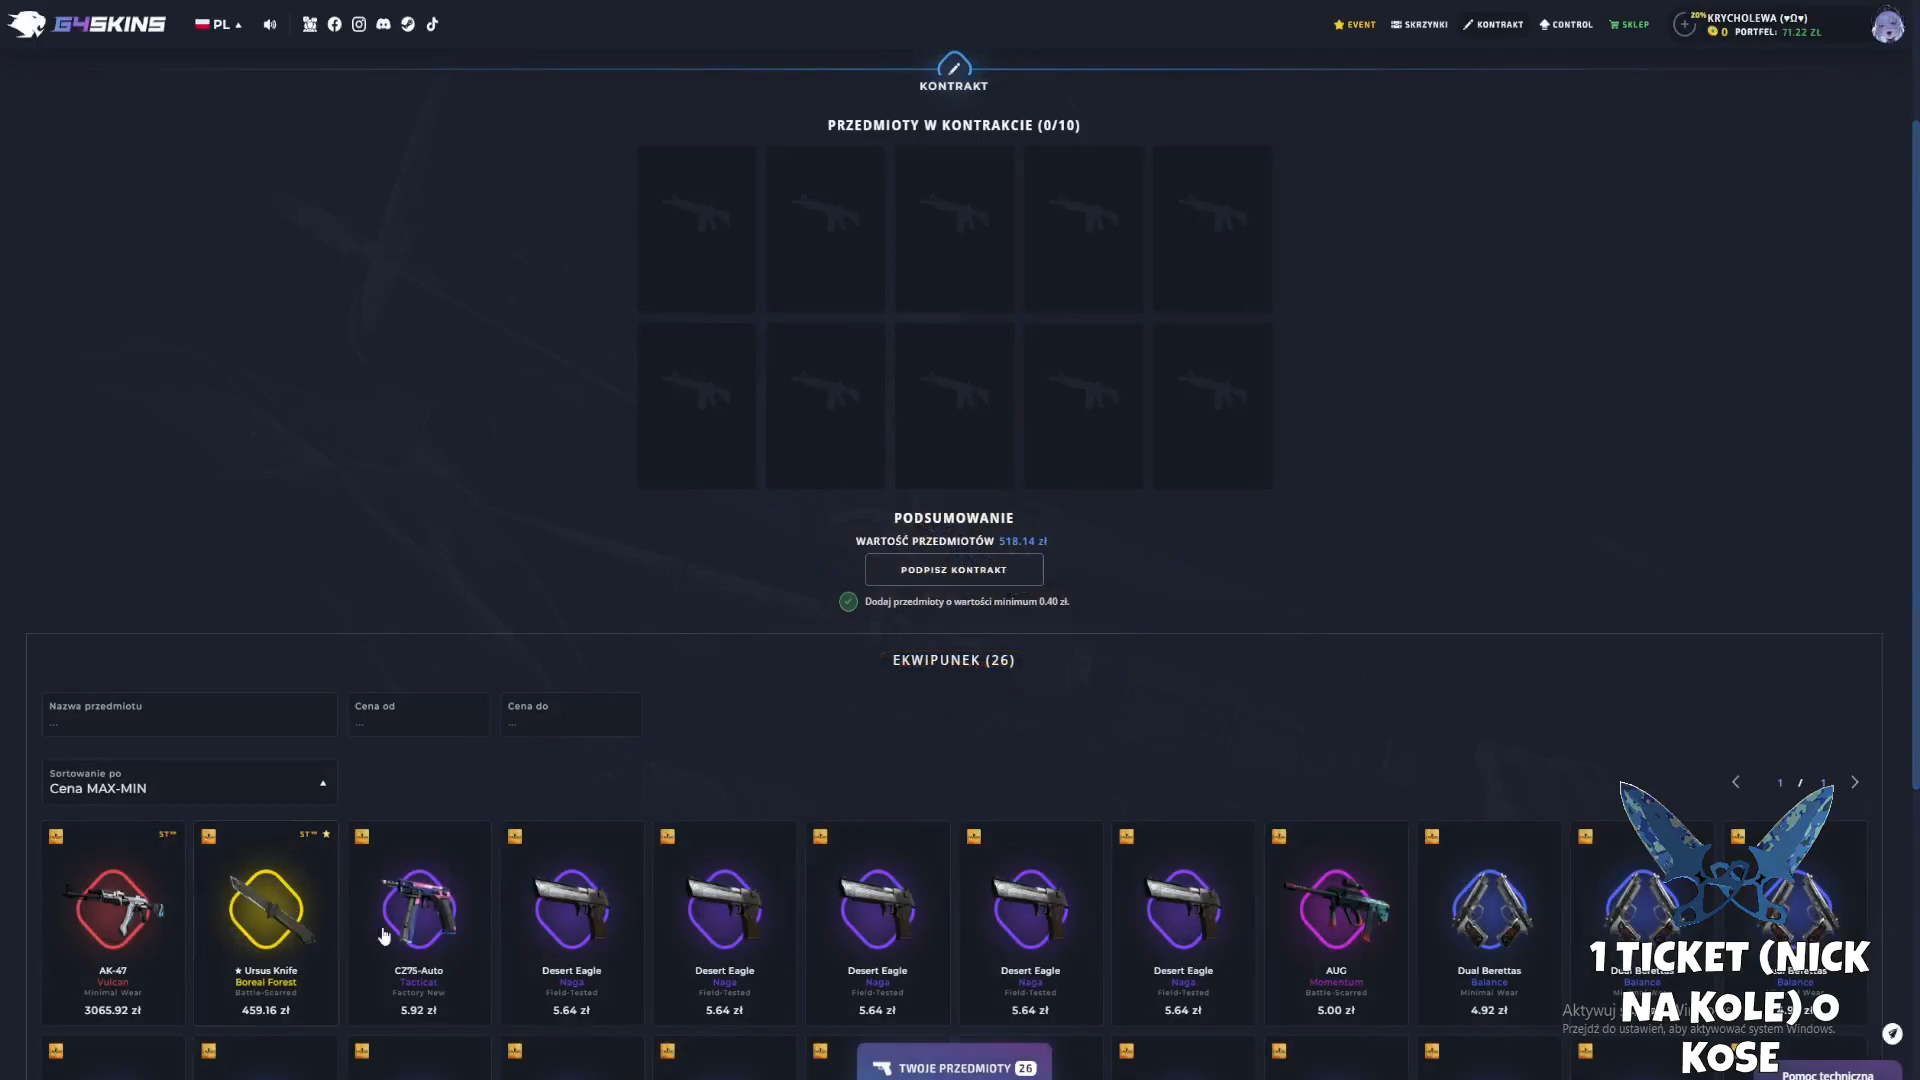 G4SKINS
PL
EVENT
SKRZYNKI
KONTRAKT
CONTROL
SKLEP
20%
KRYCHOLEWA (♥Ω♥)
0 PORTFEL: 71.22 ZŁ
KONTRAKT
PRZEDMIOTY W KONTRAKCIE (0/10)
PODSUMOWANIE
WARTOŚĆ PRZEDMIOTÓW 518.14 zł
PODPISZ KONTRAKT
Dodaj przedmioty o wartości minimum 0.40 zł.
EKWIPUNEK (26)
Nazwa przedmiotu
...
Cena od
...
Cena do
...
Sortowanie po
Cena MAX-MIN
1 / 1
ST™
AK-47
Vulcan
Minimal Wear
3065.92 zł
ST™ ★
★ Ursus Knife
Boreal Forest
Battle-Scarred
459.16 zł
CZ75-Auto
Tacticat
Factory New
5.92 zł
Desert Eagle
Naga
Field-Tested
5.64 zł
Desert Eagle
Naga
Field-Tested
5.64 zł
Desert Eagle
Naga
Field-Tested
5.64 zł
Desert Eagle
Naga
Field-Tested
5.64 zł
Desert Eagle
Naga
Field-Tested
5.64 zł
AUG
Momentum
Battle-Scarred
5.00 zł
Dual Berettas
Balance
Minimal Wear
4.92 zł
Balance
Balance
1 TICKET (NICK
NA KOLE) O
KOSE
Aktywuj
Przejdź do ustawień, aby aktywować system Windows.
TWOJE PRZEDMIOTY 26
Pomoc techniczna